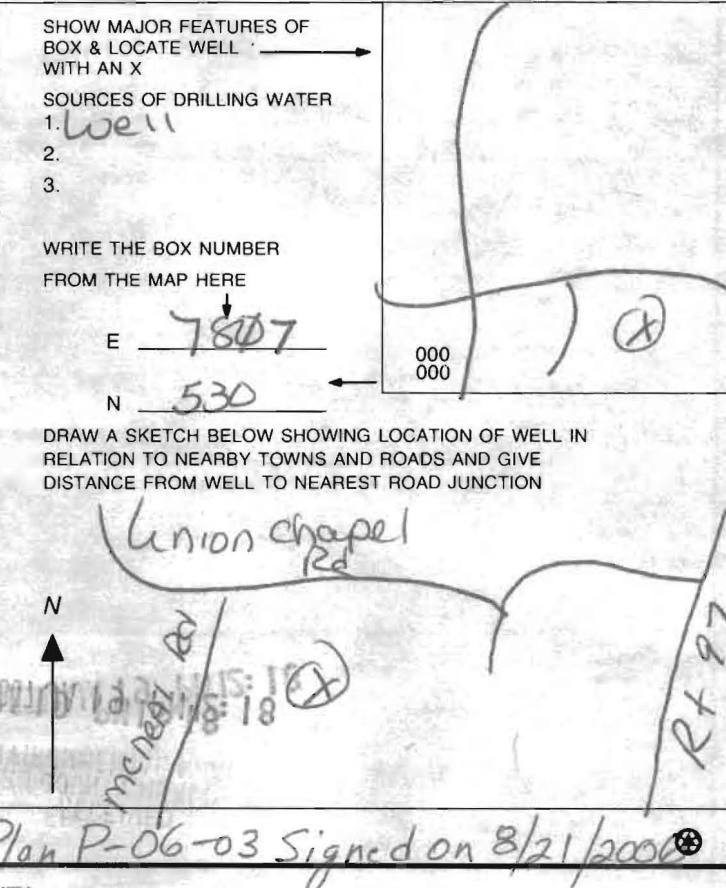 SHOW MAJOR FEATURES OF
BOX & LOCATE WELL
WITH AN X
SOURCES OF DRILLING WATER
1. Well
2.
3.
WRITE THE BOX NUMBER
FROM THE MAP HERE
E 7807
N 530
000
000
X
DRAW A SKETCH BELOW SHOWING LOCATION OF WELL IN
RELATION TO NEARBY TOWNS AND ROADS AND GIVE
DISTANCE FROM WELL TO NEAREST ROAD JUNCTION
Union chapel
Rd
N
X
Rt 97
Plan P-06-03 Signed on 8/21/2006